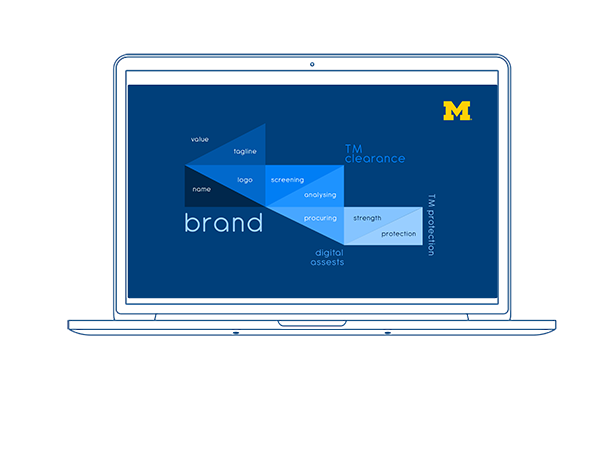 M
value
tagline
TM
clearance
name
logo
screening
analysing
brand
procuring
strength
protection
TM protection
digital
assests